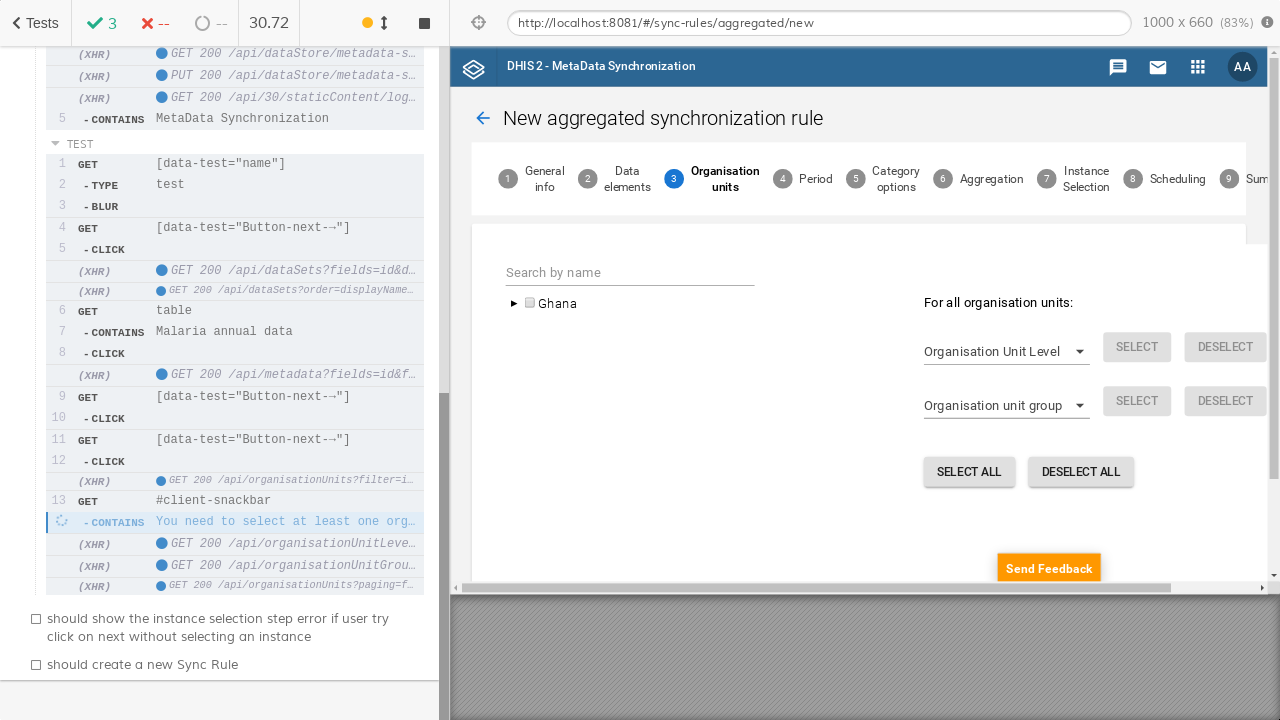 Tests
3
--
--
30.72
http://localhost:8081/#/sync-rules/aggregated/new
1000 x 660 (83%)
(XHR) GET 200 /api/dataStore/metadata-s...
(XHR) PUT 200 /api/dataStore/metadata-s...
(XHR) GET 200 /api/30/staticContent/log...
5 - CONTAINS MetaData Synchronization
TEST
1 GET [data-test="name"]
2 - TYPE test
3 - BLUR
4 GET [data-test="Button-next-→"]
5 - CLICK
(XHR) GET 200 /api/dataSets?fields=id&d...
(XHR) GET 200 /api/dataSets?order=displayName...
6 GET table
7 - CONTAINS Malaria annual data
8 - CLICK
(XHR) GET 200 /api/metadata?fields=id&f...
9 GET [data-test="Button-next-→"]
10 - CLICK
11 GET [data-test="Button-next-→"]
12 - CLICK
(XHR) GET 200 /api/organisationUnits?filter=i...
13 GET #client-snackbar
- CONTAINS You need to select at least one org...
(XHR) GET 200 /api/organisationUnitLeve...
(XHR) GET 200 /api/organisationUnitGrou...
(XHR) GET 200 /api/organisationUnits?paging=f...
should show the instance selection step error if user try
click on next without selecting an instance
should create a new Sync Rule
DHIS 2 - MetaData Synchronization
AA
New aggregated synchronization rule
1 General info
2 Data elements
3 Organisation units
4 Period
5 Category options
6 Aggregation
7 Instance Selection
8 Scheduling
9 Sum
Search by name
Ghana
For all organisation units:
Organisation Unit Level
SELECT
DESELECT
Organisation unit group
SELECT
DESELECT
SELECT ALL
DESELECT ALL
Send Feedback